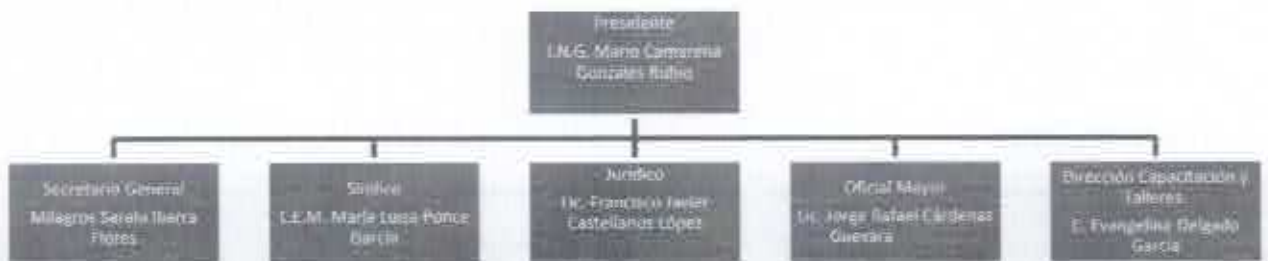 Presidente
I.N.G. Mario Camarena
Gonzales Rubio
Secretario General
Milagros Sarahi Ibarra
Flores
Síndico
L.E.M. María Luisa Ponce
García
Jurídico
Lic. Francisco Javier
Castellanos López
Oficial Mayor
Lic. Jorge Rafael Cárdenas
Guevara
Dirección Capacitación y
Talleres
C. Evangelina Delgado
García